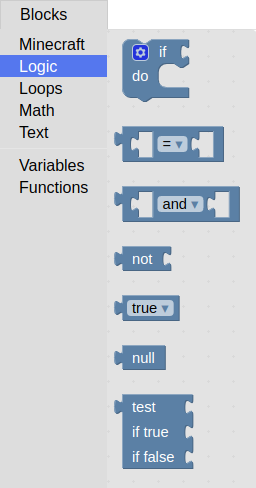 Blocks
Minecraft
Logic
Loops
Math
Text
Variables
Functions
if
do
= ▾
and ▾
not
true ▾
null
test
if true
if false